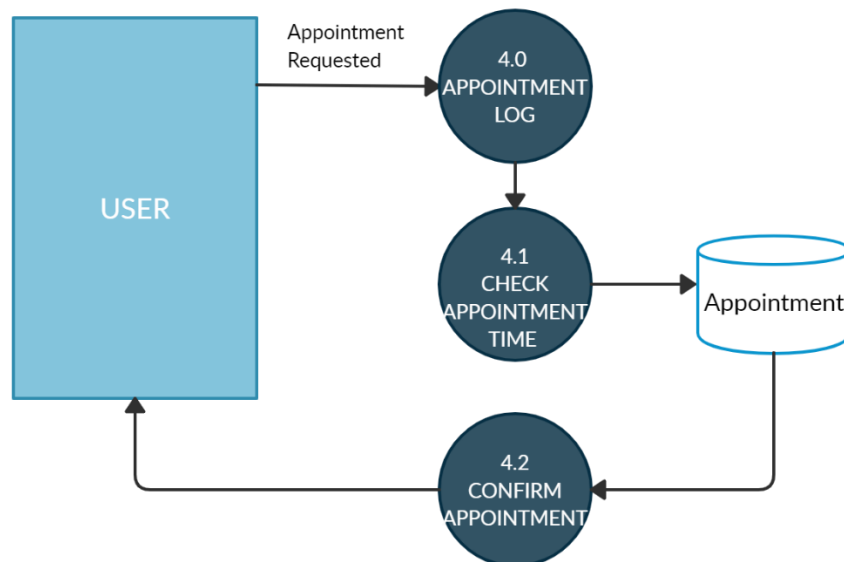 Appointment
Requested
4.0
APPOINTMENT
LOG
USER
4.1
CHECK
APPOINTMENT
TIME
Appointment
4.2
CONFIRM
APPOINTMENT